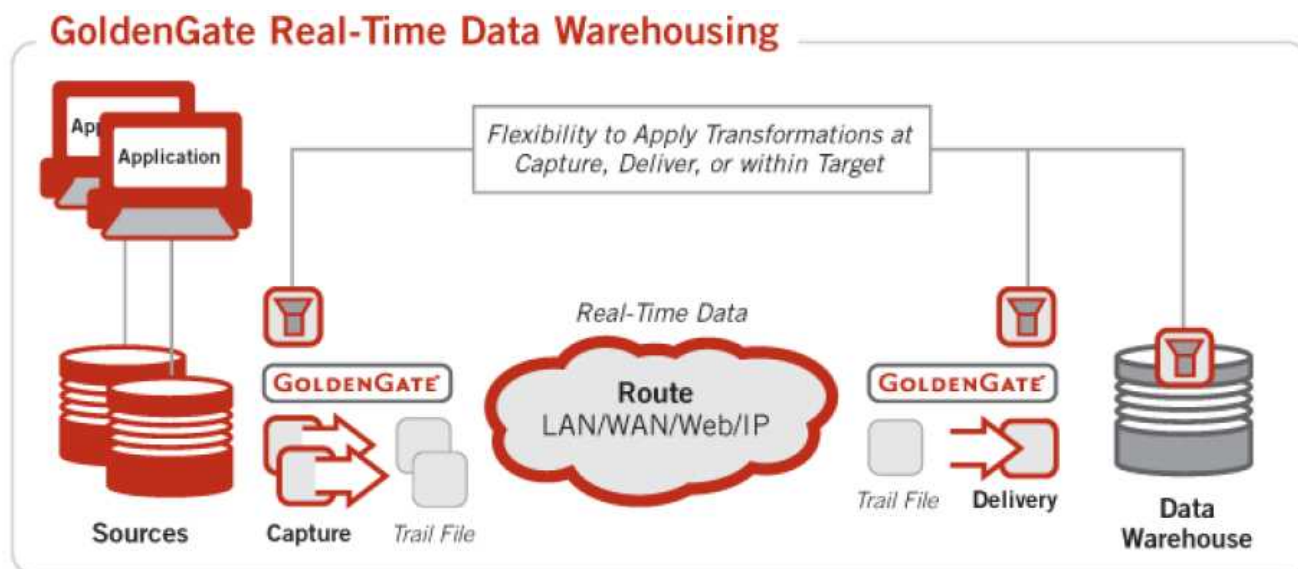 GoldenGate Real-Time Data Warehousing
App
Application
Flexibility to Apply Transformations at
Capture, Deliver, or within Target
Real-Time Data
GOLDENGATE
Route
LAN/WAN/Web/IP
GOLDENGATE
Sources
Capture
Trail File
Trail File
Delivery
Data
Warehouse